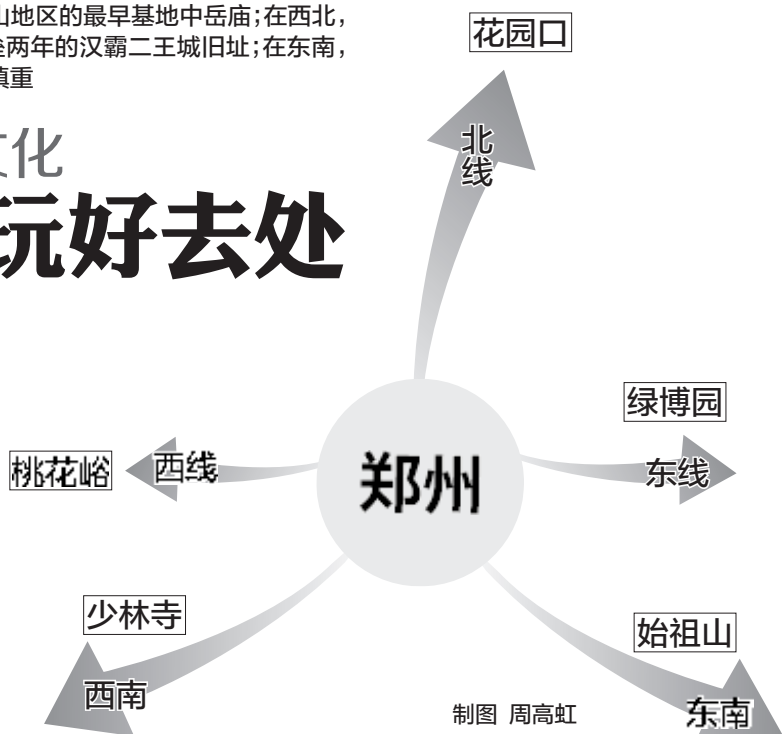 山地区的最早基地中岳庙；在西北，
两年的汉霸二王城旧址；在东南，
慎重
文化
玩好去处
花园口
北线
绿博园
东线
郑州
西线
桃花峪
少林寺
西南
始祖山
东南
制图 周高虹